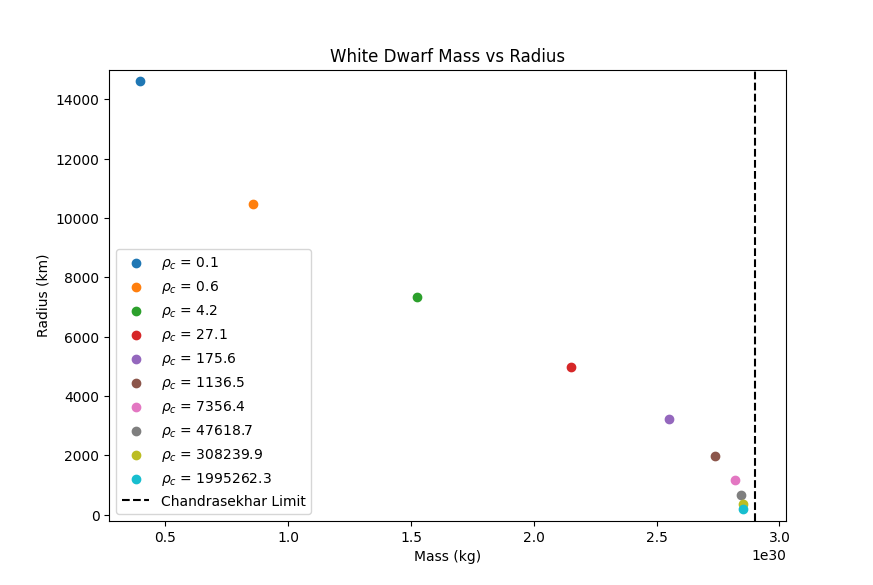 White Dwarf Mass vs Radius
14000
12000
10000
8000
6000
4000
2000
0
Radius (km)
ρc = 0.1
ρc = 0.6
ρc = 4.2
ρc = 27.1
ρc = 175.6
ρc = 1136.5
ρc = 7356.4
ρc = 47618.7
ρc = 308239.9
ρc = 1995262.3
Chandrasekhar Limit
0.5 1.0 1.5 2.0 2.5 3.0
1e30
Mass (kg)